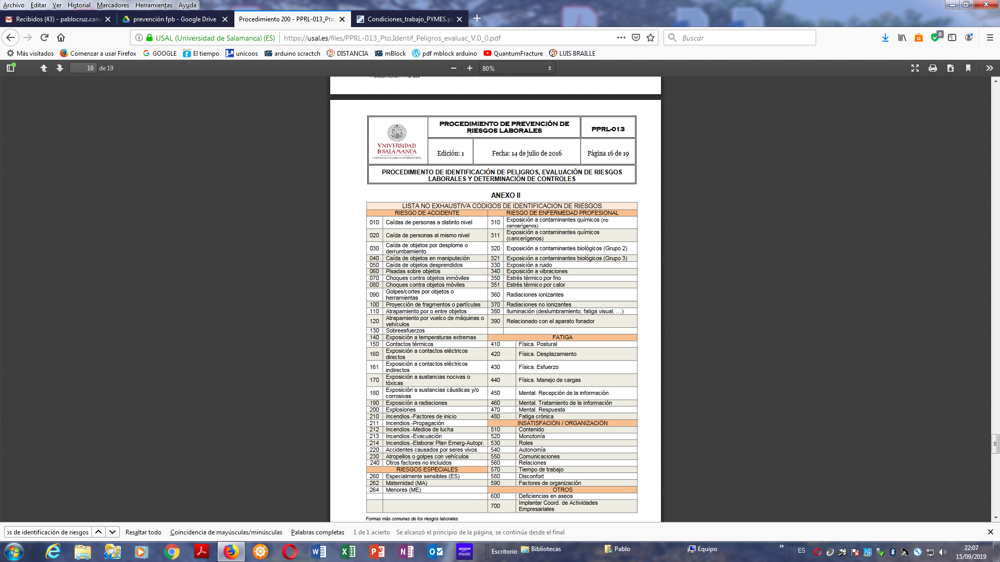 Archivo Editar Ver Historial Marcadores Herramientas Ayuda
Recibidos (43) - pablocruz.canc
prevención fpb - Google Drive
Procedimiento 200 - PPRL-013_Pto.
Condiciones_trabajo_PYMES.po
USAL (Universidad de Salamanca) (ES)
https://usal.es/files/PPRL-013_Pto.Identif_Peligros_evaluac_V.0_0.pdf
Buscar
0
Más visitados Comenzar a usar Firefox GOOGLE El tiempo unicoos arduino scractch DISTANCIA mBlock pdf mblock arduino QuantumFracture LUIS BRAILLE
16 de 19
80%
PROCEDIMIENTO DE PREVENCIÓN DE
RIESGOS LABORALES
PPRL-013
VNiVERSiDAD
D SALAMANCA
CAMPUS DE EXCELENCIA INTERNACIONAL
Edición: 1
Fecha: 14 de julio de 2016
Página 16 de 19
PROCEDIMIENTO DE IDENTIFICACIÓN DE PELIGROS, EVALUACIÓN DE RIESGOS
LABORALES Y DETERMINACIÓN DE CONTROLES
ANEXO II
LISTA NO EXHAUSTIVA CÓDIGOS DE IDENTIFICACIÓN DE RIESGOS
RIESGO DE ACCIDENTE
RIESGO DE ENFERMEDAD PROFESIONAL
010 Caídas de personas a distinto nivel
310 Exposición a contaminantes químicos (no
cancerígenos)
020 Caída de personas al mismo nivel
311 Exposición a contaminantes químicos
(cancerígenos)
030 Caída de objetos por desplome o
derrumbamiento
320 Exposición a contaminantes biológicos (Grupo 2)
040 Caída de objetos en manipulación
321 Exposición a contaminantes biológicos (Grupo 3)
050 Caída de objetos desprendidos
330 Exposición a ruido
060 Pisadas sobre objetos
340 Exposición a vibraciones
070 Choques contra objetos inmóviles
350 Estrés térmico por frio
080 Choques contra objetos móviles
351 Estrés térmico por calor
090 Golpes/cortes por objetos o
herramientas
360 Radiaciones ionizantes
100 Proyección de fragmentos o partículas
370 Radiaciones no ionizantes
110 Atrapamiento por o entre objetos
380 Iluminación (deslumbramiento, fatiga visual, …)
120 Atrapamiento por vuelco de máquinas o
vehículos
390 Relacionado con el aparato fonador
130 Sobreesfuerzos
140 Exposición a temperaturas extremas
FATIGA
150 Contactos térmicos
410 Física. Postural
160 Exposición a contactos eléctricos
directos
420 Física. Desplazamiento
161 Exposición a contactos eléctricos
indirectos
430 Física. Esfuerzo
170 Exposición a sustancias nocivas o
tóxicas
440 Física. Manejo de cargas
180 Exposición a sustancias cáusticas y/o
corrosivas
450 Mental. Recepción de la información
190 Exposición a radiaciones
460 Mental. Tratamiento de la información
200 Explosiones
470 Mental. Respuesta
210 Incendios.-Factores de inicio
480 Fatiga crónica
211 Incendios.-Propagación
INSATISFACIÓN / ORGANIZACIÓN
212 Incendios.-Medios de lucha
510 Contenido
213 Incendios.-Evacuación
520 Monotonía
214 Incendios.-Elaborar Plan Emerg-Autopr.
530 Roles
220 Accidentes causados por seres vivos
540 Autonomía
230 Atropellos o golpes con vehículos
550 Comunicaciones
240 Otros factores no incluidos
560 Relaciones
RIESGOS ESPECIALES
570 Tiempo de trabajo
260 Especialmente sensibles (ES)
580 Disconfort
262 Maternidad (MA)
590 Factores de organización
264 Menores (ME)
OTROS
600 Deficiencias en aseos
700 Implantar Coord. de Actividades
Empresariales
Formas más comunes de los riesgos laborales.
os de identificación de riesgos
Resaltar todo Coincidencia de mayúsculas/minúsculas Palabras completas 1 de 1 acierto Se alcanzó el principio de la página, se continúa desde el final
amazon
music
Escritorio Bibliotecas Pablo Equipo
ES
22:07
15/09/2019